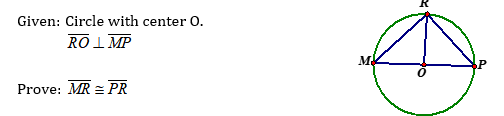 Given: Circle with center O.
RO ⊥ MP
Prove: MR ≅ PR
R
M
O
P